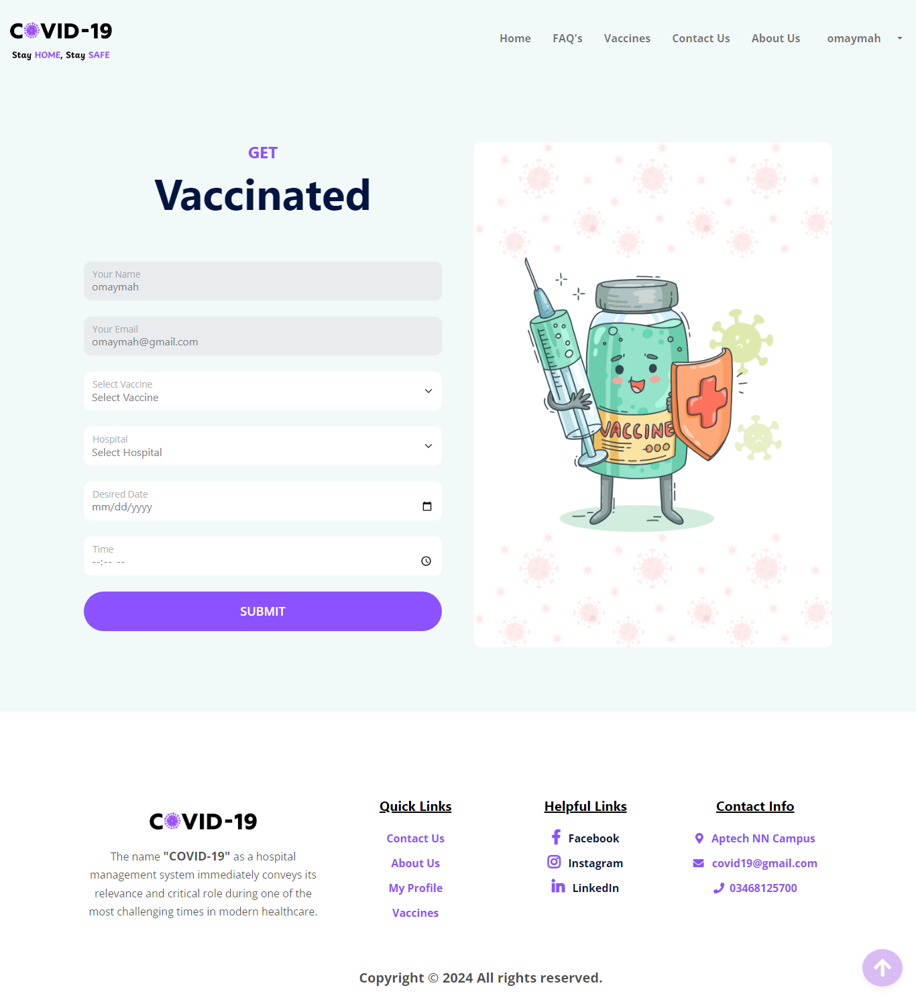 COVID-19
Stay HOME, Stay SAFE
Home FAQ's Vaccines Contact Us About Us omaymah
GET
Vaccinated
Your Name
omaymah
Your Email
omaymah@gmail.com
Select Vaccine
Select Vaccine
Hospital
Select Hospital
Desired Date
mm/dd/yyyy
Time
--:-- --
SUBMIT
VACCINE
COVID-19
The name "COVID-19" as a hospital
management system immediately conveys its
relevance and critical role during one of the
most challenging times in modern healthcare.
Quick Links
Contact Us
About Us
My Profile
Vaccines
Helpful Links
Facebook
Instagram
LinkedIn
Contact Info
Aptech NN Campus
covid19@gmail.com
03468125700
Copyright © 2024 All rights reserved.